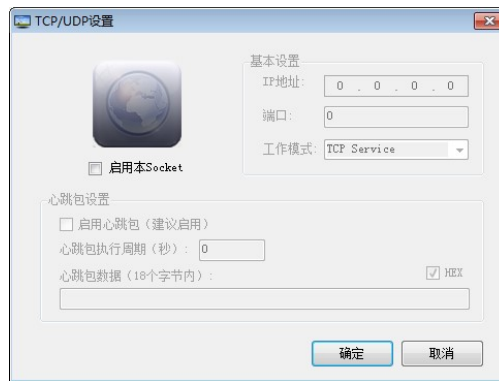 TCP/UDP设置
基本设置
IP地址: 0 . 0 . 0 . 0
端口: 0
工作模式: TCP Service
启用本Socket
心跳包设置
启用心跳包（建议启用）
心跳包执行周期（秒）: 0
心跳包数据（18个字节内）:
HEX
确定 取消